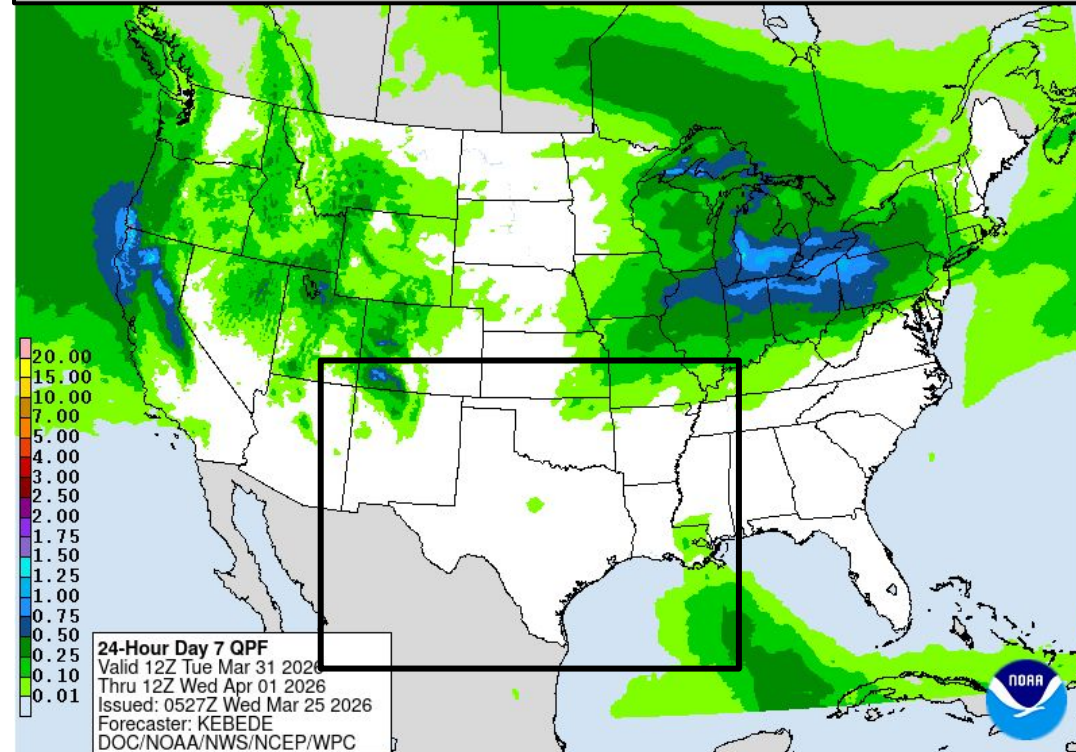 20.00
15.00
10.00
7.00
5.00
4.00
3.00
2.50
2.00
1.75
1.50
1.25
1.00
0.75
0.50
0.25
0.10
0.01
24-Hour Day 7 QPF
Valid 12Z Tue Mar 31 2026
Thru 12Z Wed Apr 01 2026
Issued: 0527Z Wed Mar 25 2026
Forecaster: KEBEDE
DOC/NOAA/NWS/NCEP/WPC
NOAA